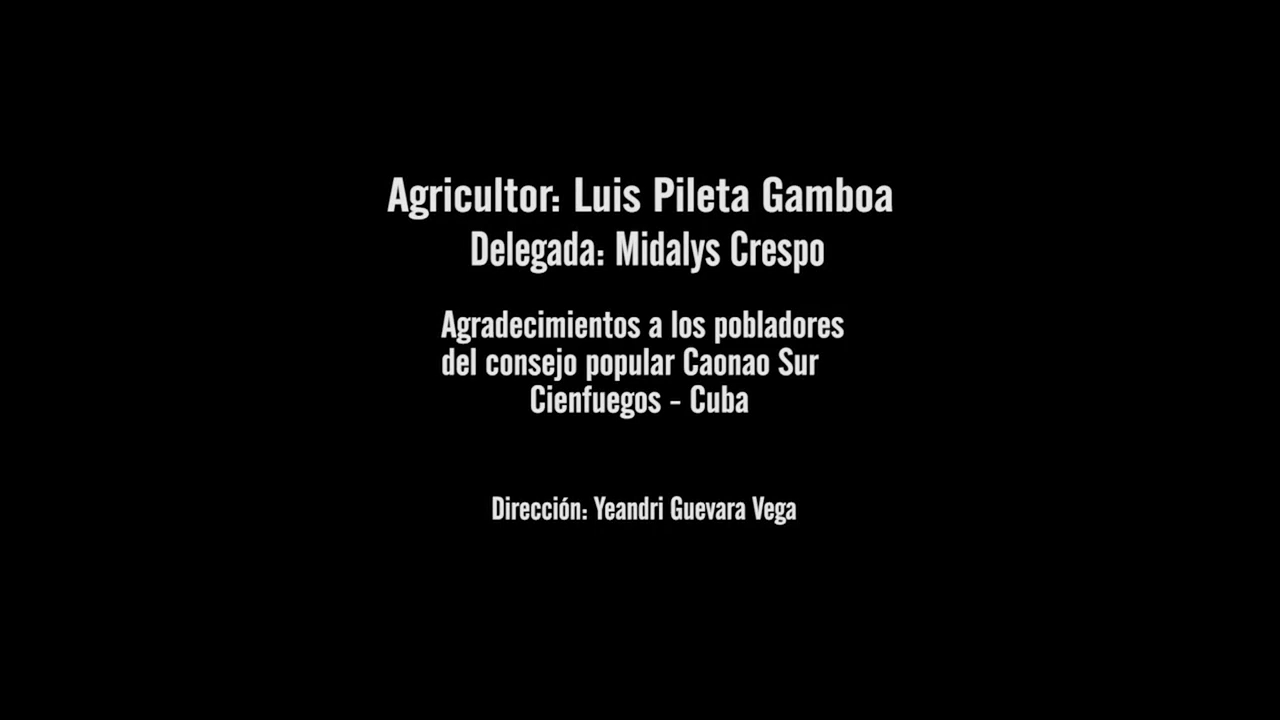 Agricultor: Luis Pileta Gamboa
Delegada: Midalys Crespo
Agradecimientos a los pobladores
del consejo popular Caonao Sur
Cienfuegos - Cuba
Dirección: Yeandri Guevara Vega